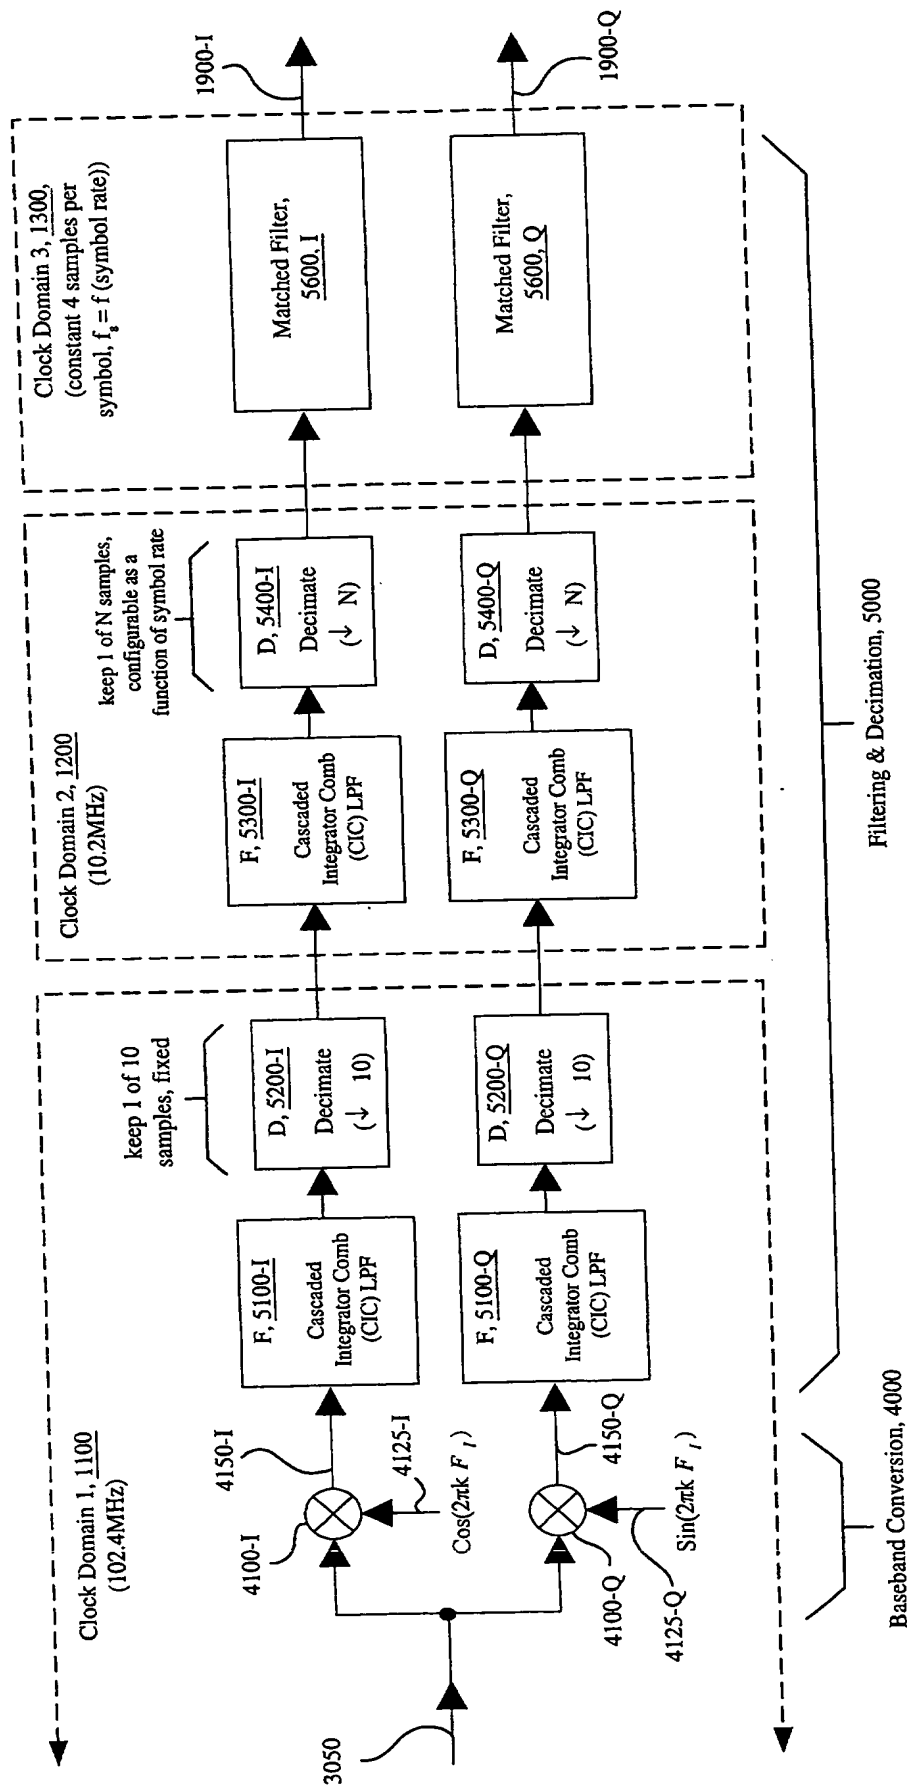 Clock Domain 1, 1100
(102.4MHz)
Clock Domain 2, 1200
(10.2MHz)
Clock Domain 3, 1300,
(constant 4 samples per
symbol, fs = f (symbol rate))
keep 1 of 10
samples, fixed
keep 1 of N samples,
configurable as a
function of symbol rate
3050
4100-I
4150-I
4125-I
Cos(2πk F I)
F, 5100-I
Cascaded
Integrator Comb
(CIC) LPF
D, 5200-I
Decimate
(↓ 10)
F, 5300-I
Cascaded
Integrator Comb
(CIC) LPF
D, 5400-I
Decimate
(↓ N)
Matched Filter,
5600, I
1900-I
4100-Q
4150-Q
4125-Q
Sin(2πk F I)
F, 5100-Q
Cascaded
Integrator Comb
(CIC) LPF
D, 5200-Q
Decimate
(↓ 10)
F, 5300-Q
Cascaded
Integrator Comb
(CIC) LPF
D, 5400-Q
Decimate
(↓ N)
Matched Filter,
5600, Q
1900-Q
Baseband Conversion, 4000
Filtering & Decimation, 5000